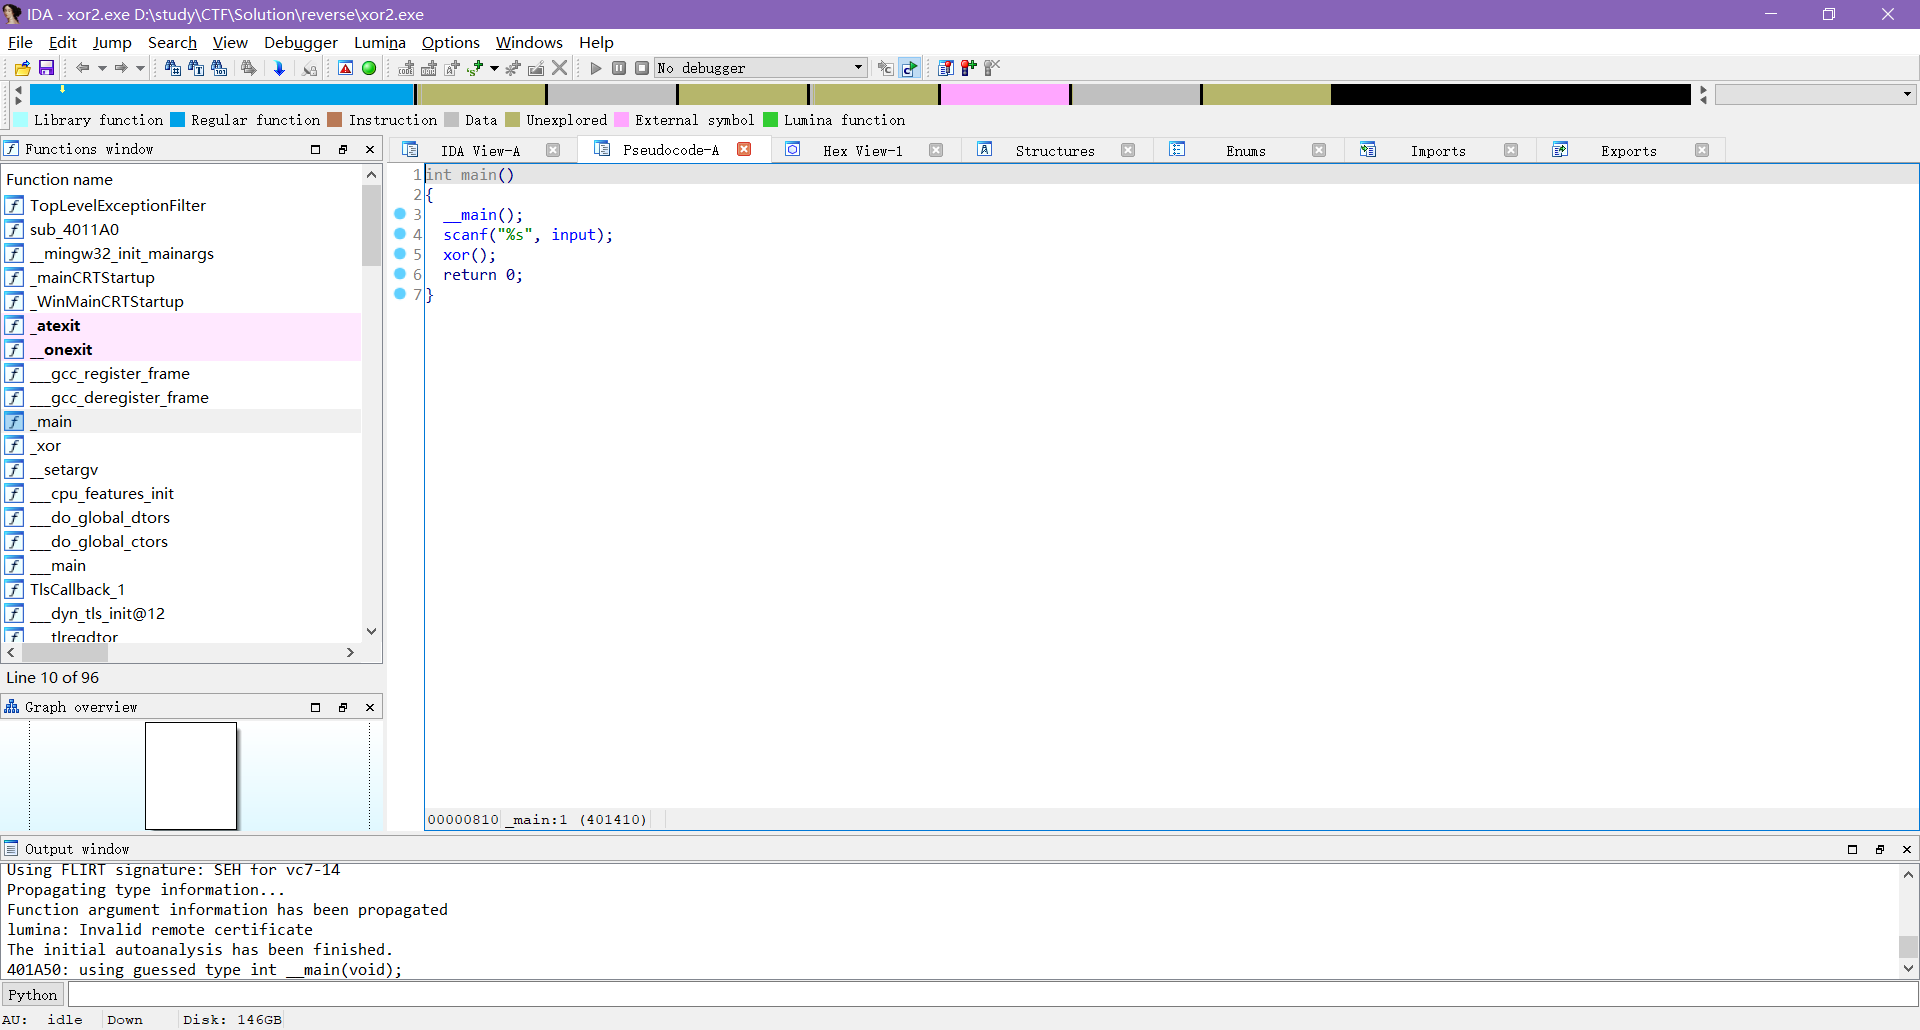 IDA - xor2.exe D:\study\CTF\Solution\reverse\xor2.exe
File Edit Jump Search View Debugger Lumina Options Windows Help
No debugger
Library function Regular function Instruction Data Unexplored External symbol Lumina function
Functions window
IDA View-A Pseudocode-A Hex View-1 Structures Enums Imports Exports
Function name
TopLevelExceptionFilter
sub_4011A0
__mingw32_init_mainargs
_mainCRTStartup
_WinMainCRTStartup
_atexit
__onexit
___gcc_register_frame
___gcc_deregister_frame
_main
_xor
__setargv
___cpu_features_init
___do_global_dtors
___do_global_ctors
___main
TlsCallback_1
___dyn_tls_init@12
___tlregdtor
Line 10 of 96
1 int main()
2 {
3 __main();
4 scanf("%s", input);
5 xor();
6 return 0;
7 }
00000810 _main:1 (401410)
Graph overview
Output window
Using FLIRT signature: SEH for vc7-14
Propagating type information...
Function argument information has been propagated
lumina: Invalid remote certificate
The initial autoanalysis has been finished.
401A50: using guessed type int __main(void);
Python
AU: idle Down Disk: 146GB